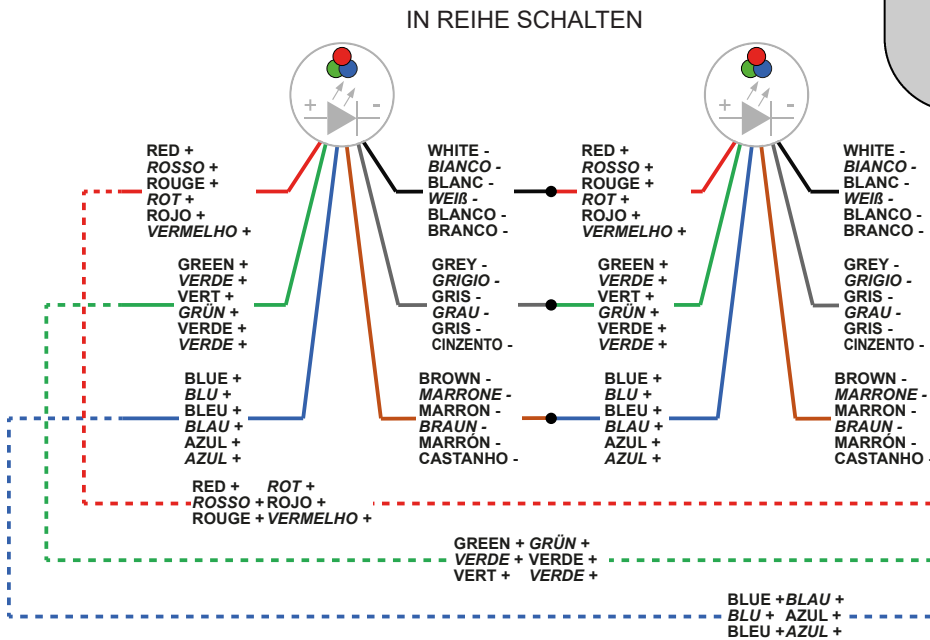 IN REIHE SCHALTEN
+ -
+ -
RED +
ROSSO +
ROUGE +
ROT +
ROJO +
VERMELHO +
WHITE -
BIANCO -
BLANC -
WEIß -
BLANCO -
BRANCO -
RED +
ROSSO +
ROUGE +
ROT +
ROJO +
VERMELHO +
WHITE -
BIANCO -
BLANC -
WEIß -
BLANCO -
BRANCO -
GREEN +
VERDE +
VERT +
GRÜN +
VERDE +
VERDE +
GREY -
GRIGIO -
GRIS -
GRAU -
GRIS -
CINZENTO -
GREEN +
VERDE +
VERT +
GRÜN +
VERDE +
VERDE +
GREY -
GRIGIO -
GRIS -
GRAU -
GRIS -
CINZENTO -
BLUE +
BLU +
BLEU +
BLAU +
AZUL +
AZUL +
BROWN -
MARRONE -
MARRON -
BRAUN -
MARRÓN -
CASTANHO -
BLUE +
BLU +
BLEU +
BLAU +
AZUL +
AZUL +
BROWN -
MARRONE -
MARRON -
BRAUN -
MARRÓN -
CASTANHO -
RED + ROT +
ROSSO + ROJO +
ROUGE + VERMELHO +
GREEN + GRÜN +
VERDE + VERDE +
VERT + VERDE +
BLUE + BLAU +
BLU + AZUL +
BLEU + AZUL +